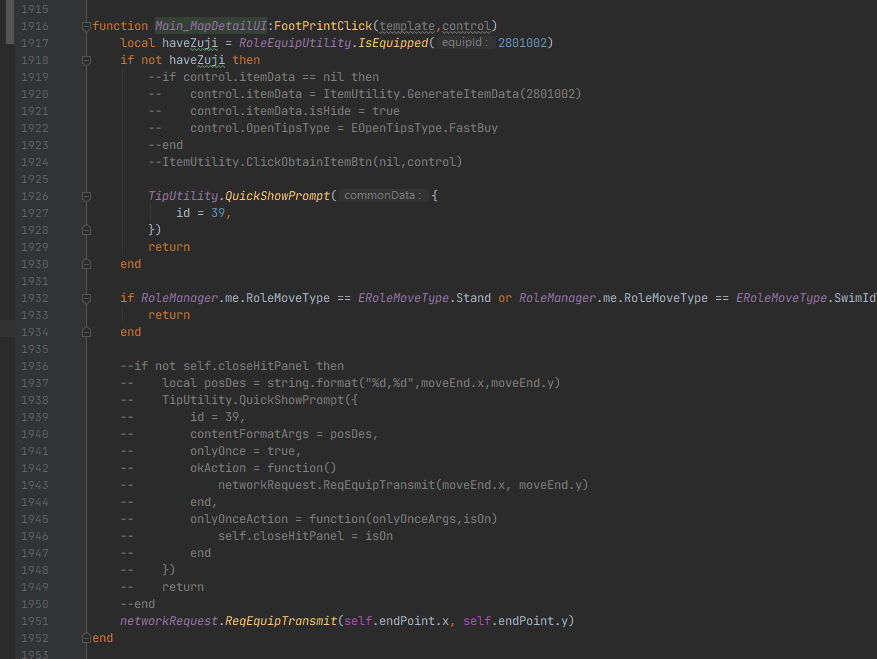 1915
1916 function Main_MapDetailUI:FootPrintClick(template,control)
1917     local haveZuji = RoleEquipUtility.IsEquipped( equipId : 2801002)
1918     if not haveZuji then
1919         --if control.itemData == nil then
1920         --    control.itemData = ItemUtility.GenerateItemData(2801002)
1921         --    control.itemData.isHide = true
1922         --    control.OpenTipsType = EOpenTipsType.FastBuy
1923         --end
1924         --ItemUtility.ClickObtainItemBtn(nil,control)
1925
1926         TipUtility.QuickShowPrompt( commonData : {
1927             id = 39,
1928         })
1929         return
1930     end
1931
1932     if RoleManager.me.RoleMoveType == ERoleMoveType.Stand or RoleManager.me.RoleMoveType == ERoleMoveType.SwimId
1933         return
1934     end
1935
1936     --if not self.closeHitPanel then
1937     --    local posDes = string.format("%d,%d",moveEnd.x,moveEnd.y)
1938     --    TipUtility.QuickShowPrompt({
1939     --        id = 39,
1940     --        contentFormatArgs = posDes,
1941     --        onlyOnce = true,
1942     --        okAction = function()
1943     --            networkRequest.ReqEquipTransmit(moveEnd.x, moveEnd.y)
1944     --        end,
1945     --        onlyOnceAction = function(onlyOnceArgs,isOn)
1946     --            self.closeHitPanel = isOn
1947     --        end
1948     --    })
1949     --    return
1950     --end
1951     networkRequest.ReqEquipTransmit(self.endPoint.x, self.endPoint.y)
1952 end
1953